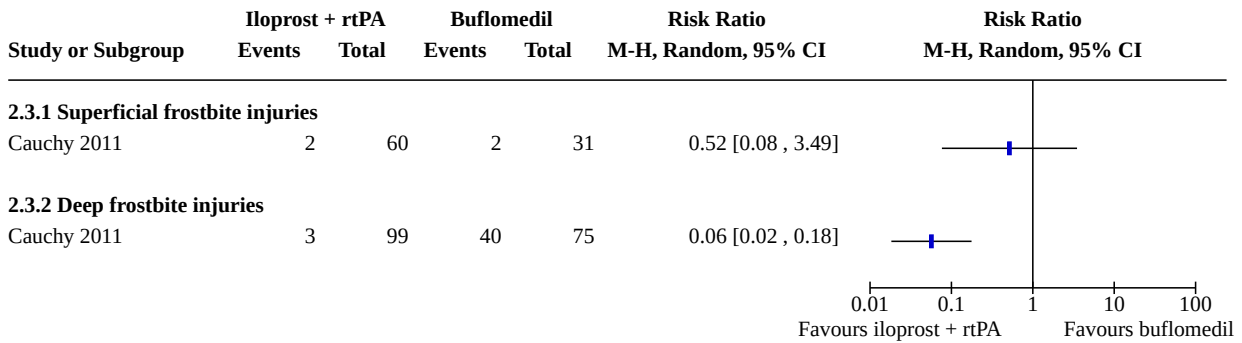 Iloprost + rtPA Buflomedil Risk Ratio Risk Ratio
Study or Subgroup Events Total Events Total M-H, Random, 95% CI M-H, Random, 95% CI
2.3.1 Superficial frostbite injuries
Cauchy 2011 2 60 2 31 0.52 [0.08 , 3.49]
2.3.2 Deep frostbite injuries
Cauchy 2011 3 99 40 75 0.06 [0.02 , 0.18]
0.01 0.1 1 10 100
Favours iloprost + rtPA Favours buflomedil